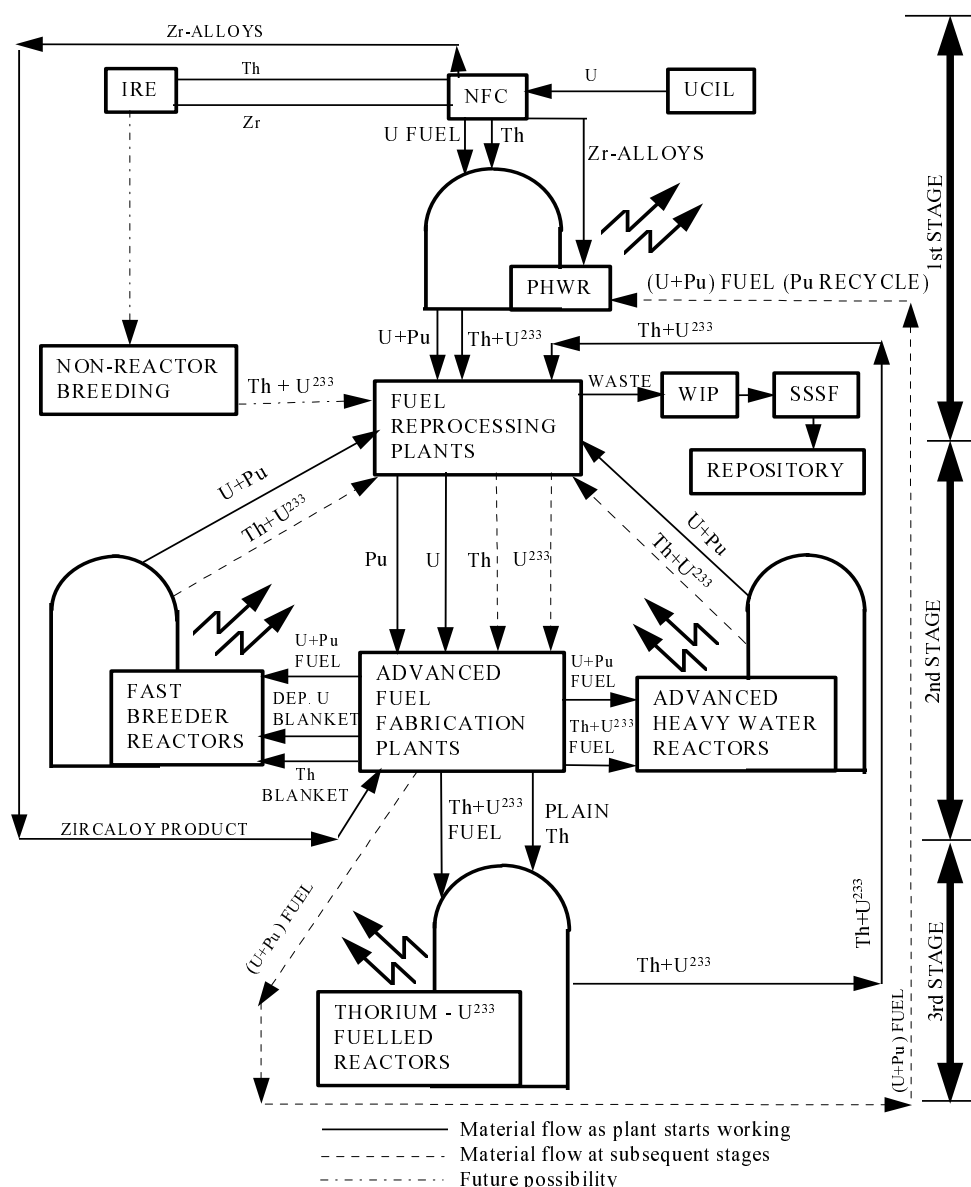 Zr-ALLOYS
IRE
Th
Zr
NFC
U
UCIL
U FUEL
Th
Zr-ALLOYS
1st STAGE
PHWR
(U+Pu) FUEL (Pu RECYCLE)
U+Pu
Th+U²³³
Th+U²³³
NON-REACTOR
BREEDING
Th + U²³³
FUEL
REPROCESSING
PLANTS
WASTE
WIP
SSSF
REPOSITORY
U+Pu
Th+U²³³
Pu
U
Th
U²³³
U+Pu
Th+U²³³
2nd STAGE
FAST
BREEDER
REACTORS
U+Pu
FUEL
DEP. U
BLANKET
Th
BLANKET
ADVANCED
FUEL
FABRICATION
PLANTS
U+Pu
FUEL
Th+U²³³
FUEL
ADVANCED
HEAVY WATER
REACTORS
ZIRCALOY PRODUCT
Th+U²³³
FUEL
PLAIN
Th
(U+Pu ) FUEL
THORIUM - U²³³
FUELLED
REACTORS
Th+U²³³
Th+U²³³
(U+Pu ) FUEL
3rd STAGE
Material flow as plant starts working
Material flow at subsequent stages
Future possibility